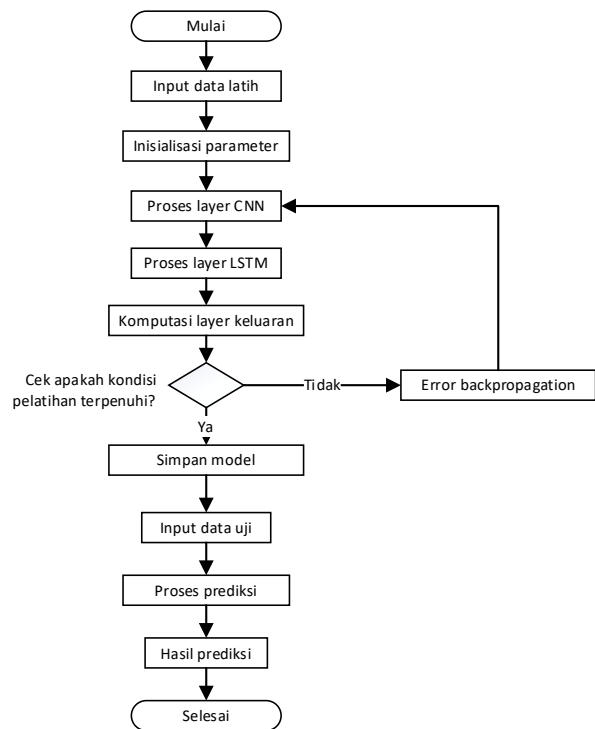 Mulai
Input data latih
Inisialisasi parameter
Proses layer CNN
Proses layer LSTM
Komputasi layer keluaran
Cek apakah kondisi
pelatihan terpenuhi?
Tidak
Error backpropagation
Ya
Simpan model
Input data uji
Proses prediksi
Hasil prediksi
Selesai